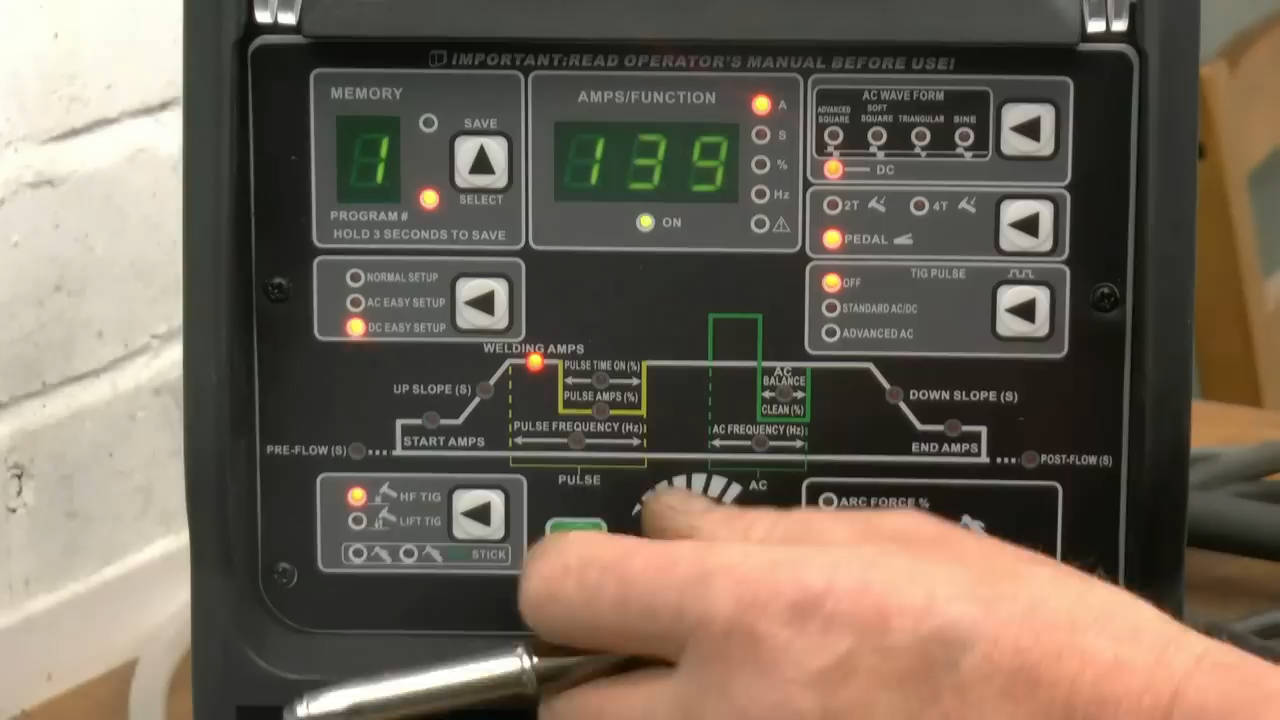 IMPORTANT:READ OPERATOR'S MANUAL BEFORE USE!
MEMORY
1
SAVE
SELECT
PROGRAM #
HOLD 3 SECONDS TO SAVE
AMPS/FUNCTION
139
ON
A
S
%
Hz
AC WAVE FORM
ADVANCED SQUARE
SOFT SQUARE
TRIANGULAR
SINE
DC
2T
4T
PEDAL
TIG PULSE
OFF
STANDARD AC/DC
ADVANCED AC
NORMAL SETUP
AC EASY SETUP
DC EASY SETUP
WELDING AMPS
PULSE TIME ON (%)
PULSE AMPS (%)
UP SLOPE (S)
PULSE FREQUENCY (Hz)
START AMPS
PRE-FLOW (S)
PULSE
AC BALANCE
CLEAN (%)
AC FREQUENCY (Hz)
AC
DOWN SLOPE (S)
END AMPS
POST-FLOW (S)
HF TIG
LIFT TIG
STICK
ARC FORCE %